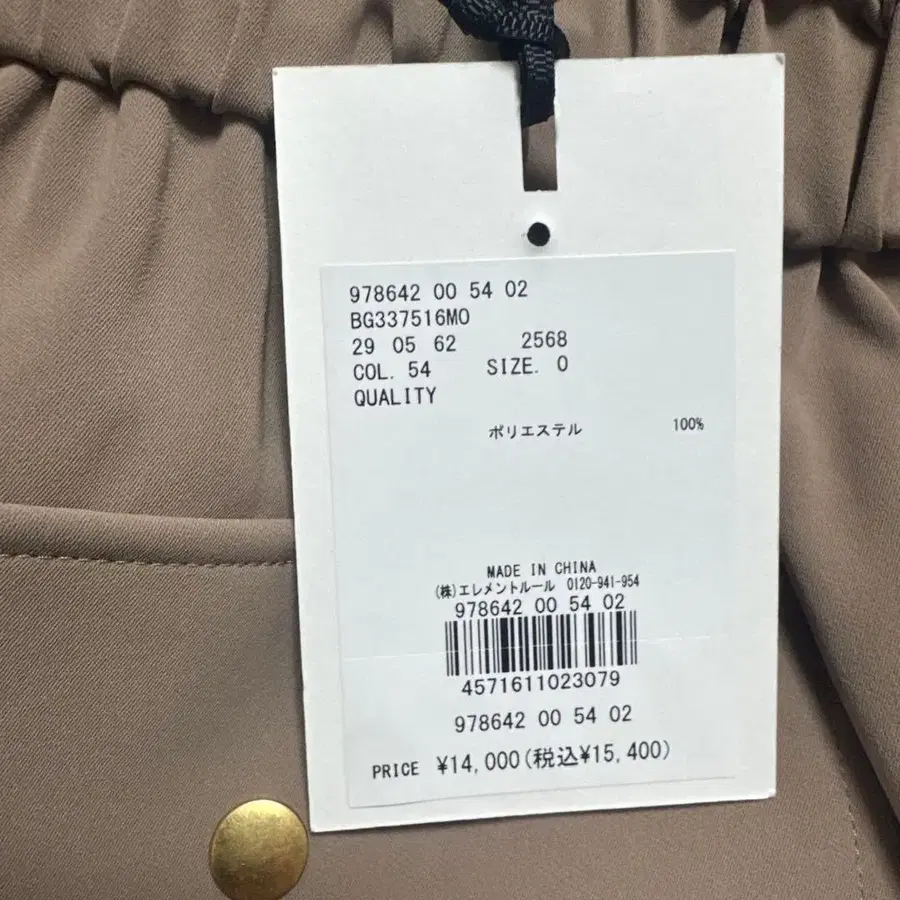 978642 00 54 02
BG337516MO
29 05 62 2568
COL. 54 SIZE. 0
QUALITY
ポリエステル 100%
MADE IN CHINA
(株)エレメントルール 0120-941-954
978642 00 54 02
4571611023079
978642 00 54 02
PRICE ¥14,000(税込¥15,400)